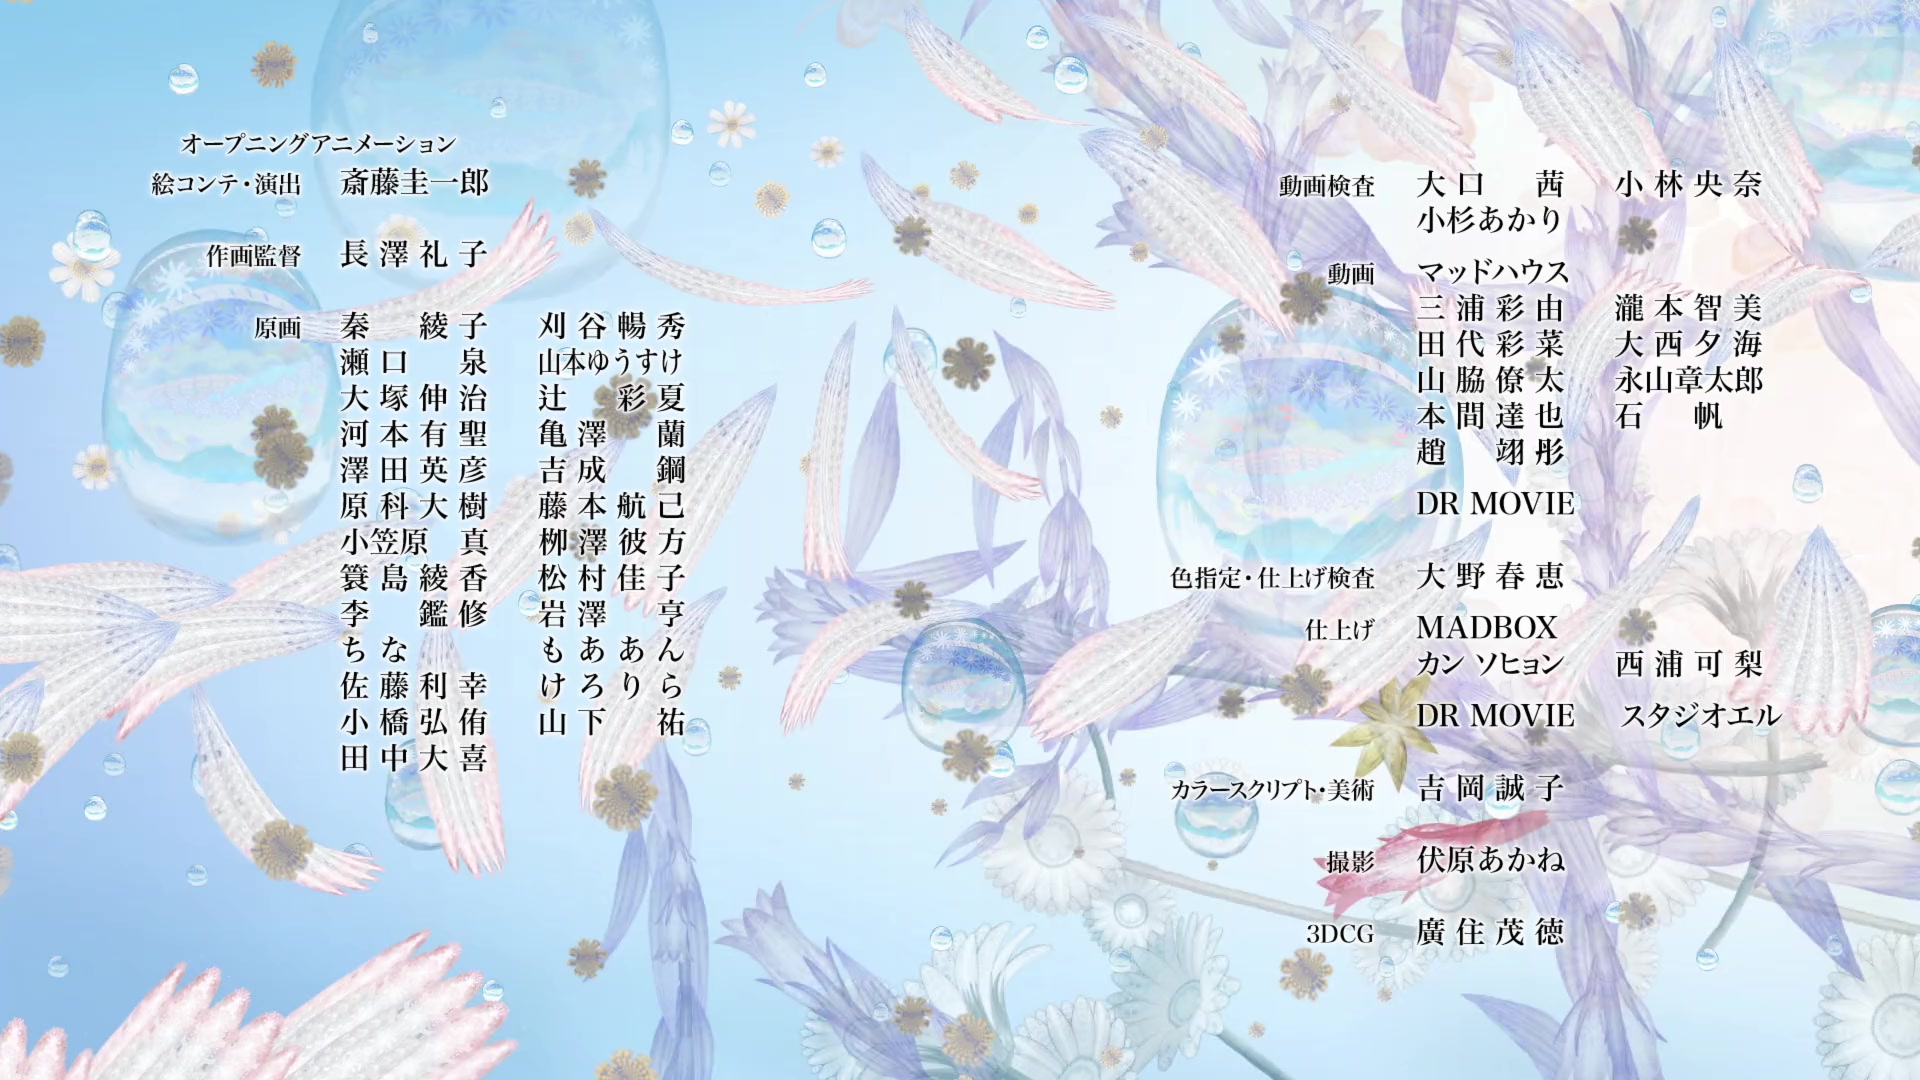 オープニングアニメーション
絵コンテ・演出 斎藤圭一郎
作画監督 長澤礼子
原画 秦綾子 刈谷暢秀
瀬口泉 山本ゆうすけ
大塚伸治 辻彩夏
河本有聖 亀澤蘭
澤田英彦 吉成鋼
原科大樹 藤本航己
小笠原真 栁澤彼方
簑島綾香 松村佳子
李鑑修 岩澤亨
ちな もああん
佐藤利幸 けろりら
小橋弘侑 山下祐
田中大喜
動画検査 大口茜 小林央奈
小杉あかり
動画 マッドハウス
三浦彩由 瀧本智美
田代彩菜 大西夕海
山脇僚太 永山章太郎
本間達也 石帆
趙翊彤
DR MOVIE
色指定・仕上げ検査 大野春恵
仕上げ MADBOX
カン ソヒョン 西浦可梨
DR MOVIE スタジオエル
カラースクリプト・美術 吉岡誠子
撮影 伏原あかね
3DCG 廣住茂徳